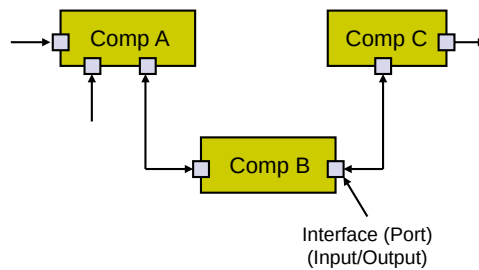 Comp A
Comp C
Comp B
Interface (Port)
(Input/Output)